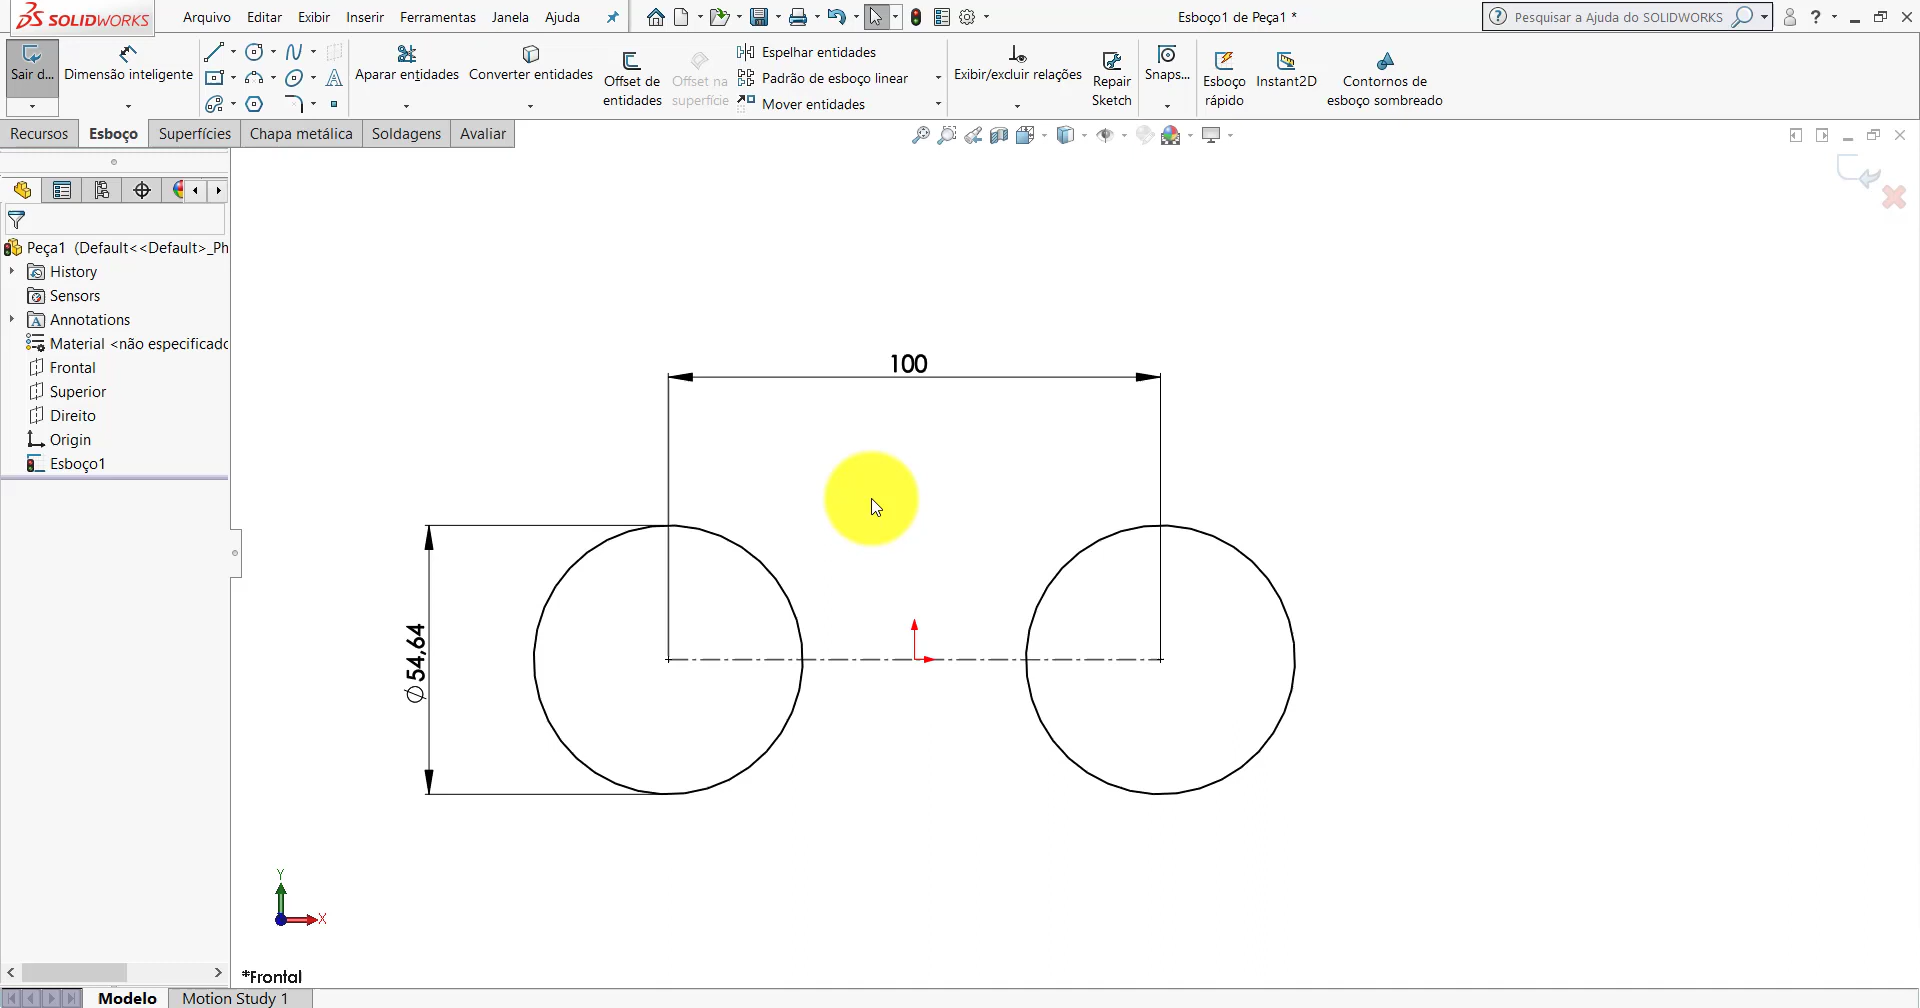 SOLIDWORKS
Arquivo Editar Exibir Inserir Ferramentas Janela Ajuda
Esboço1 de Peça1 *
Pesquisar a Ajuda do SOLIDWORKS
Sair d...
Dimensão inteligente
Aparar entidades
Converter entidades
Offset de
entidades
Offset na
superfície
Espelhar entidades
Padrão de esboço linear
Mover entidades
Exibir/excluir relações
Repair
Sketch
Snaps...
Esboço
rápido
Instant2D
Contornos de
esboço sombreado
Recursos Esboço Superfícies Chapa metálica Soldagens Avaliar
Peça1 (Default<<Default>_Ph
History
Sensors
Annotations
Material <não especificado
Frontal
Superior
Direito
Origin
Esboço1
100
∅54,64
Y
X
*Frontal
Modelo Motion Study 1